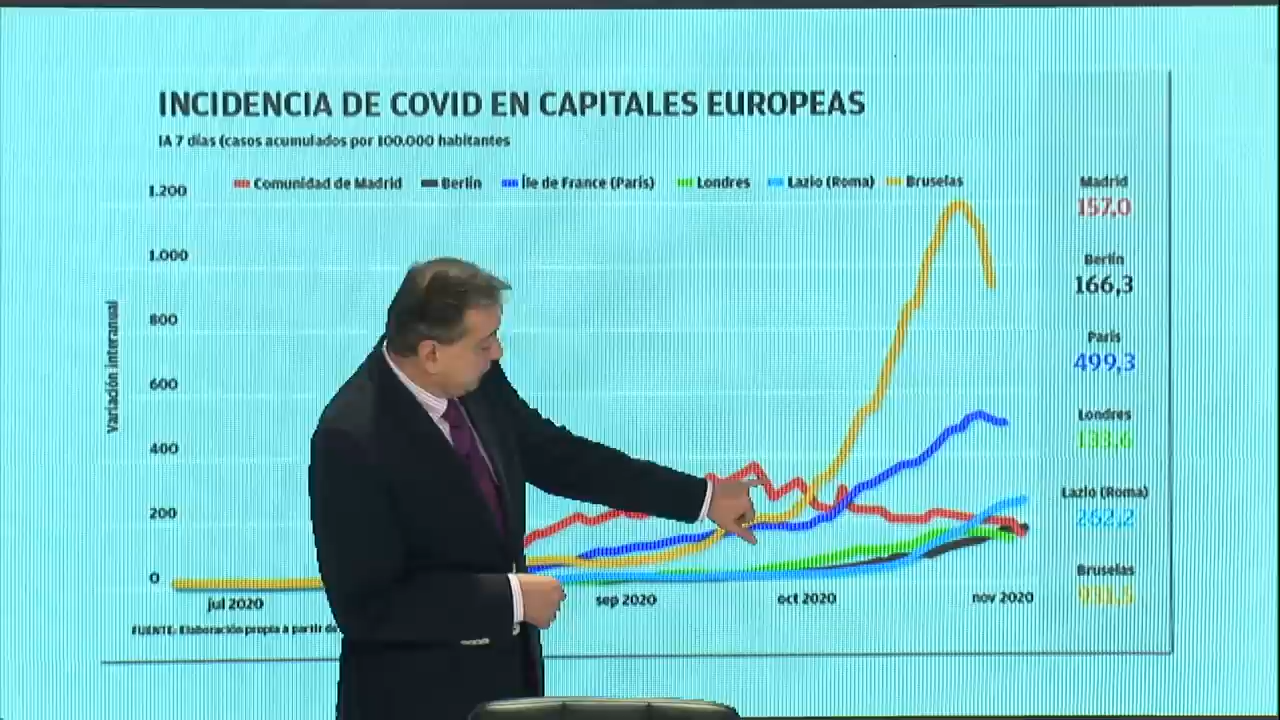 INCIDENCIA DE COVID EN CAPITALES EUROPEAS
IA 7 días (casos acumulados por 100.000 habitantes
Comunidad de Madrid Berlín Île de France (París) Londres Lazio (Roma) Bruselas
1.200
1.000
800
600
400
200
0
Variación interanual
jul 2020 sep 2020 oct 2020 nov 2020
FUENTE: Elaboración propia a partir de
Madrid
157,0
Berlín
166,3
París
499,3
Londres
Lazio (Roma)
262,2
Bruselas